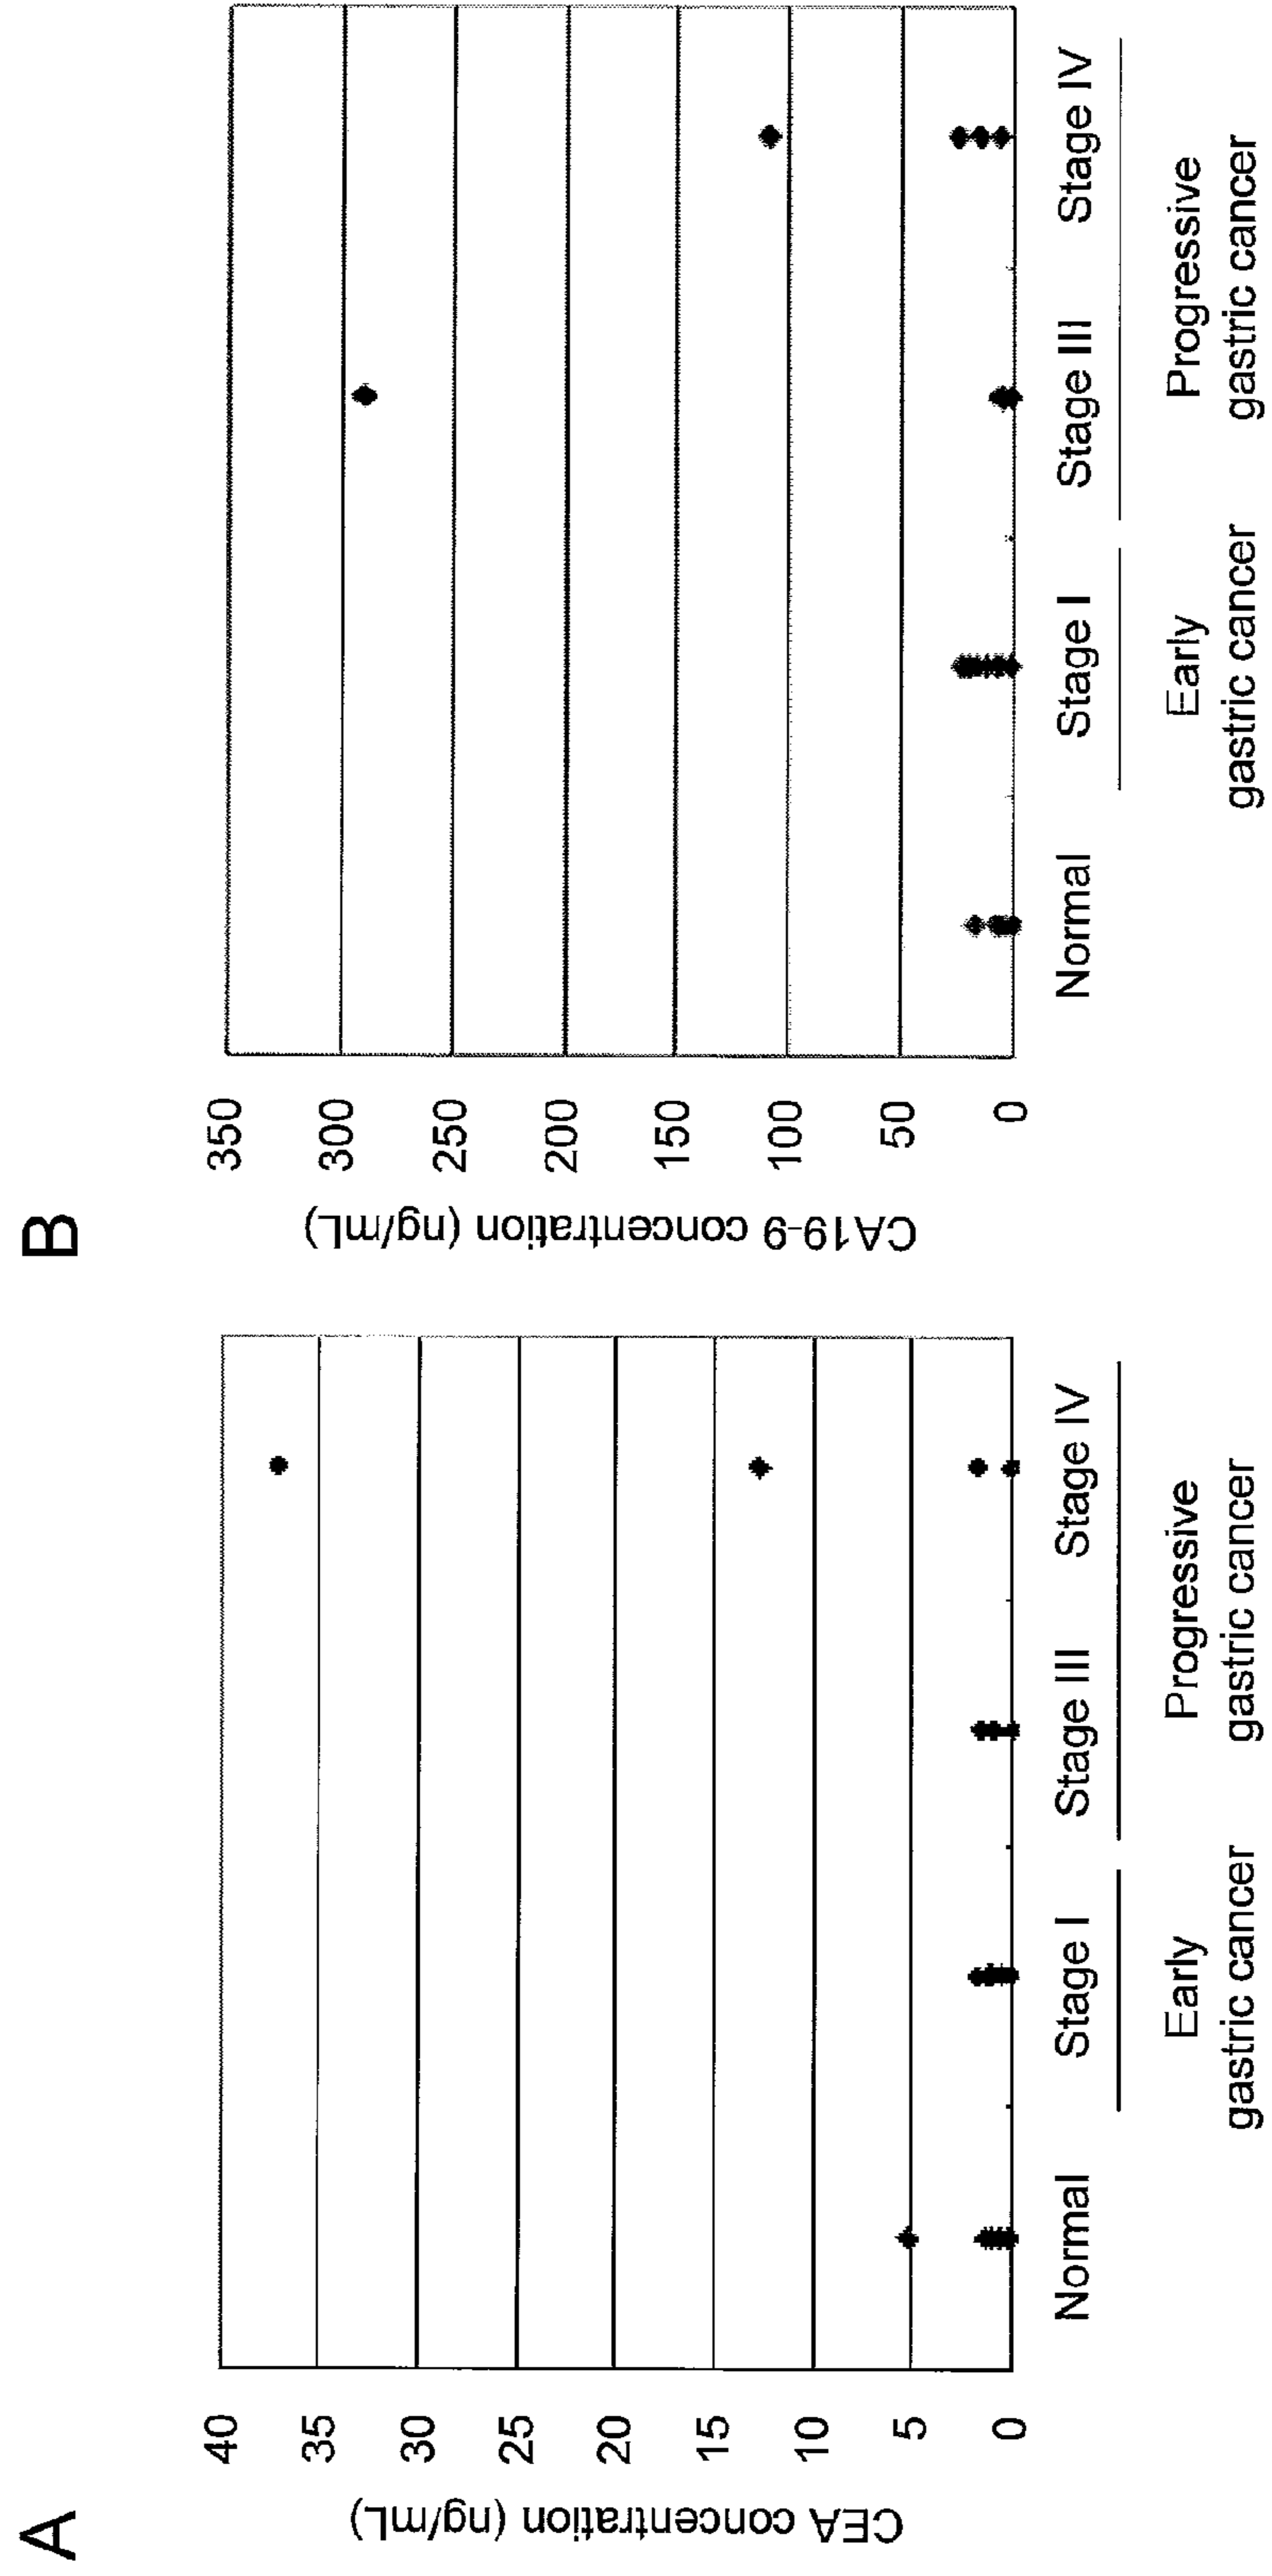 A
CEA concentration (ng/mL)
40
35
30
25
20
15
10
5
0
Normal
Stage I
Stage III
Stage IV
Early
gastric cancer
Progressive
gastric cancer
B
CA19-9 concentration (ng/mL)
350
300
250
200
150
100
50
0
Normal
Stage I
Stage III
Stage IV
Early
gastric cancer
Progressive
gastric cancer